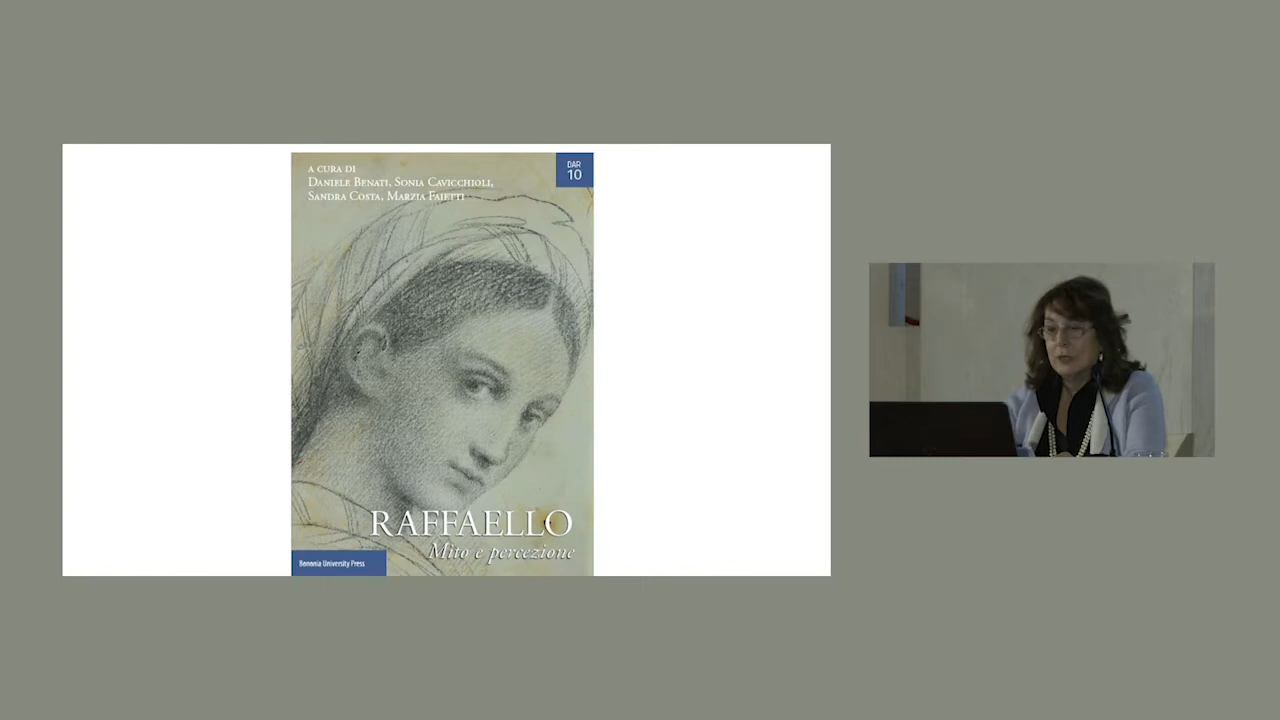 A CURA DI
DANIELE BENATI, SONIA CAVICCHIOLI,
SANDRA COSTA, MARZIA FAIETTI
DAR
10
RAFFAELLO
Mito e percezione
Bononia University Press